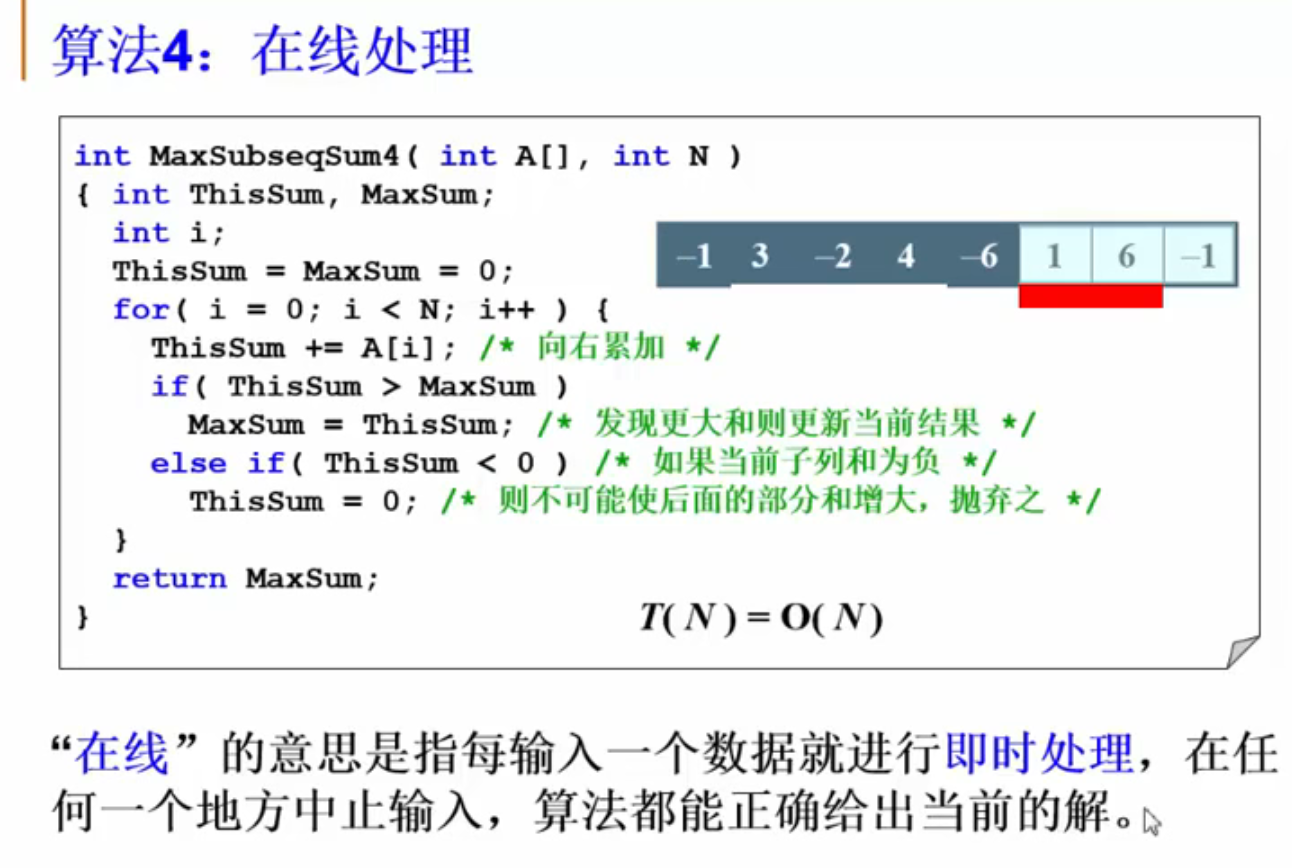 算法4：在线处理
int MaxSubseqSum4( int A[], int N )
{ int ThisSum, MaxSum;
int i;
ThisSum = MaxSum = 0;
–1 3 –2 4 –6 1 6 –1
for( i = 0; i < N; i++ ) {
ThisSum += A[i]; /* 向右累加 */
if( ThisSum > MaxSum )
MaxSum = ThisSum; /* 发现更大和则更新当前结果 */
else if( ThisSum < 0 ) /* 如果当前子列和为负 */
ThisSum = 0; /* 则不可能使后面的部分和增大，抛弃之 */
}
return MaxSum;
}
T( N ) = O( N )
“在线”的意思是指每输入一个数据就进行即时处理，在任
何一个地方中止输入，算法都能正确给出当前的解。